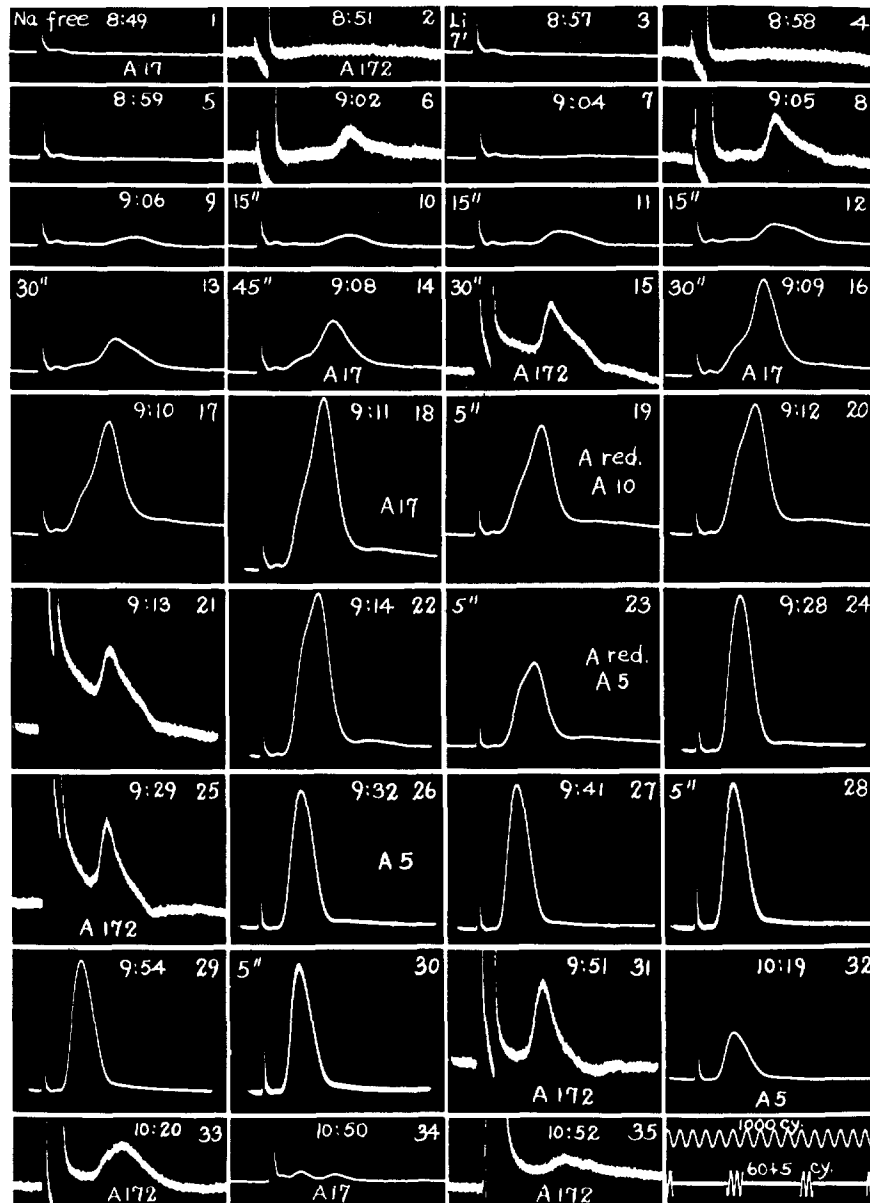 Na free 8:49 1
A 17
8:51 2
A 172
Li 8:57 3
7'
8:58 4
8:59 5
9:02 6
9:04 7
9:05 8
9:06 9
15" 10
15" 11
15" 12
30" 13
45" 9:08 14
A 17
30" 15
A 172
30" 9:09 16
A 17
9:10 17
9:11 18
A 17
5" 19
A red.
A 10
9:12 20
9:13 21
9:14 22
5" 23
A red.
A 5
9:28 24
9:29 25
A 172
9:32 26
A 5
9:41 27
5" 28
9:54 29
5" 30
9:51 31
A 172
10:19 32
A 5
10:20 33
A 172
10:50 34
A 17
10:52 35
A 172
1000 cy.
60+5 cy.